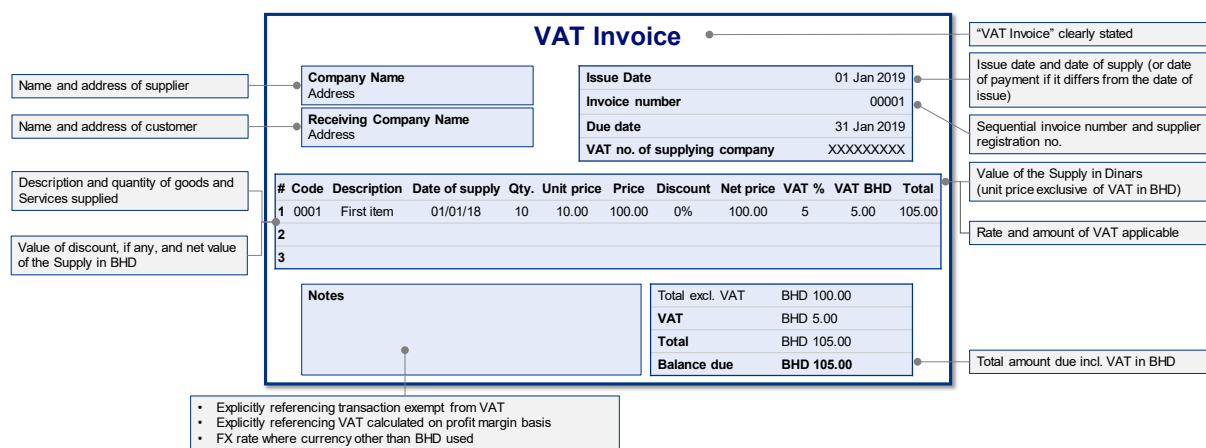 VAT Invoice
"VAT Invoice" clearly stated
Name and address of supplier
Company Name
Address
Issue Date 01 Jan 2019
Issue date and date of supply (or date
of payment if it differs from the date of
issue)
Invoice number 00001
Name and address of customer
Receiving Company Name
Address
Due date 31 Jan 2019
Sequential invoice number and supplier
registration no.
VAT no. of supplying company XXXXXXXXX
Description and quantity of goods and
Services supplied
Value of the Supply in Dinars
(unit price exclusive of VAT in BHD)
# Code Description Date of supply Qty. Unit price Price Discount Net price VAT % VAT BHD Total
1 0001 First item 01/01/18 10 10.00 100.00 0% 100.00 5 5.00 105.00
2
3
Value of discount, if any, and net value
of the Supply in BHD
Rate and amount of VAT applicable
Notes
Total excl. VAT BHD 100.00
VAT BHD 5.00
Total BHD 105.00
Balance due BHD 105.00
Total amount due incl. VAT in BHD
• Explicitly referencing transaction exempt from VAT
• Explicitly referencing VAT calculated on profit margin basis
• FX rate where currency other than BHD used